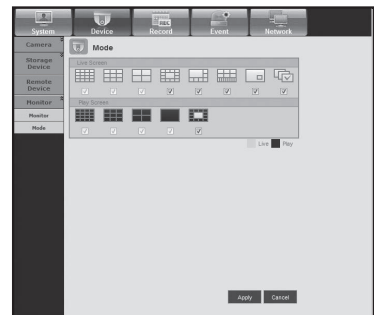 System Device Record Event Network
REC
Camera
Storage
Device
Remote
Device
Monitor
Monitor
Mode
Mode
Live Screen
Play Screen
Live Play
Apply Cancel